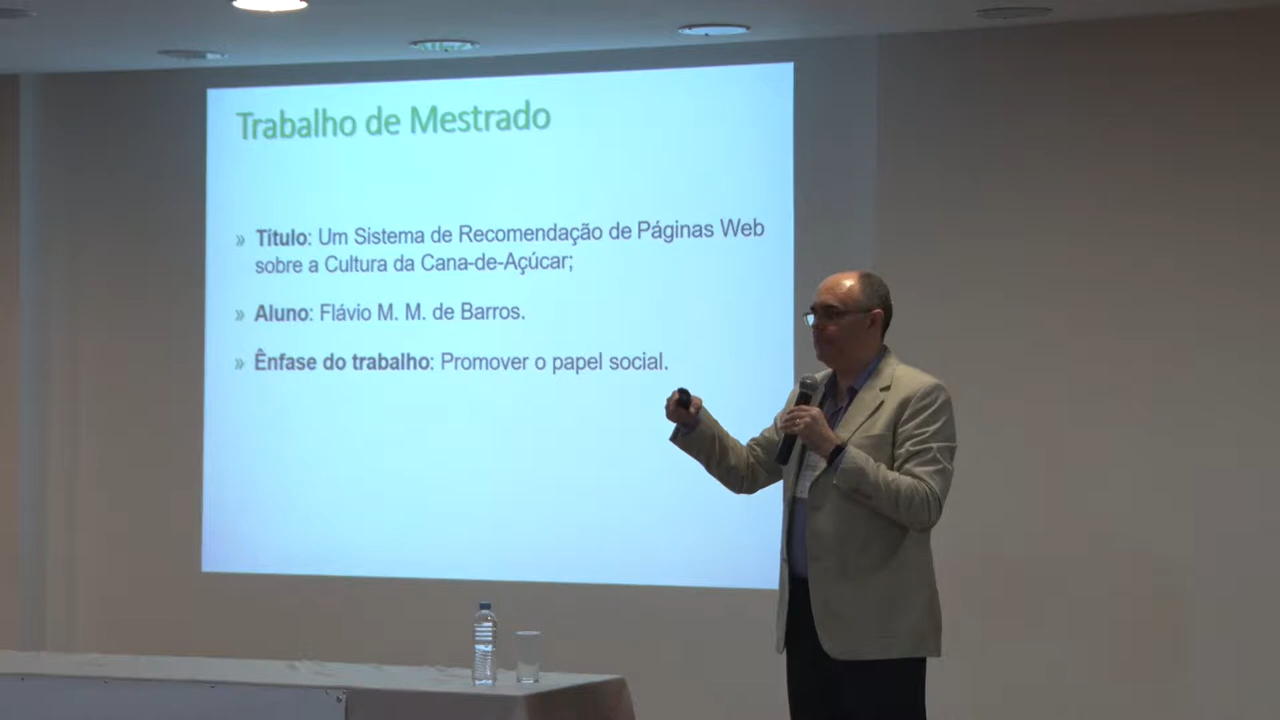 Trabalho de Mestrado
» Título: Um Sistema de Recomendação de Páginas Web
sobre a Cultura da Cana-de-Açúcar;
» Aluno: Flávio M. M. de Barros.
» Ênfase do trabalho: Promover o papel social.